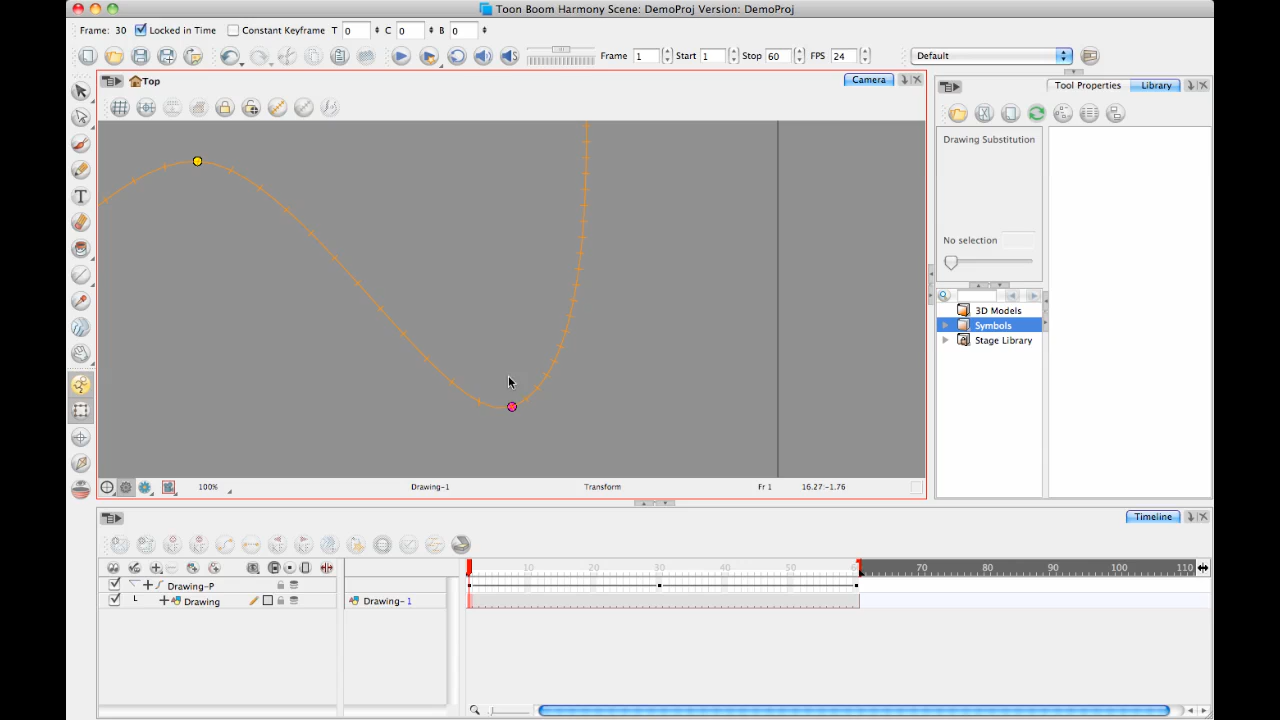 Toon Boom Harmony Scene: DemoProj Version: DemoProj
Frame: 30 Locked in Time Constant Keyframe T 0 C 0 B 0
Frame 1 Start 1 Stop 60 FPS 24 Default
Top Camera
Tool Properties Library
Drawing Substitution
No selection
3D Models
Symbols
Stage Library
100% Drawing-1 Transform Fr 1 16.27:-1.76
Timeline
10 20 30 40 50 70 80 90 100 110
Drawing-P
Drawing Drawing- 1